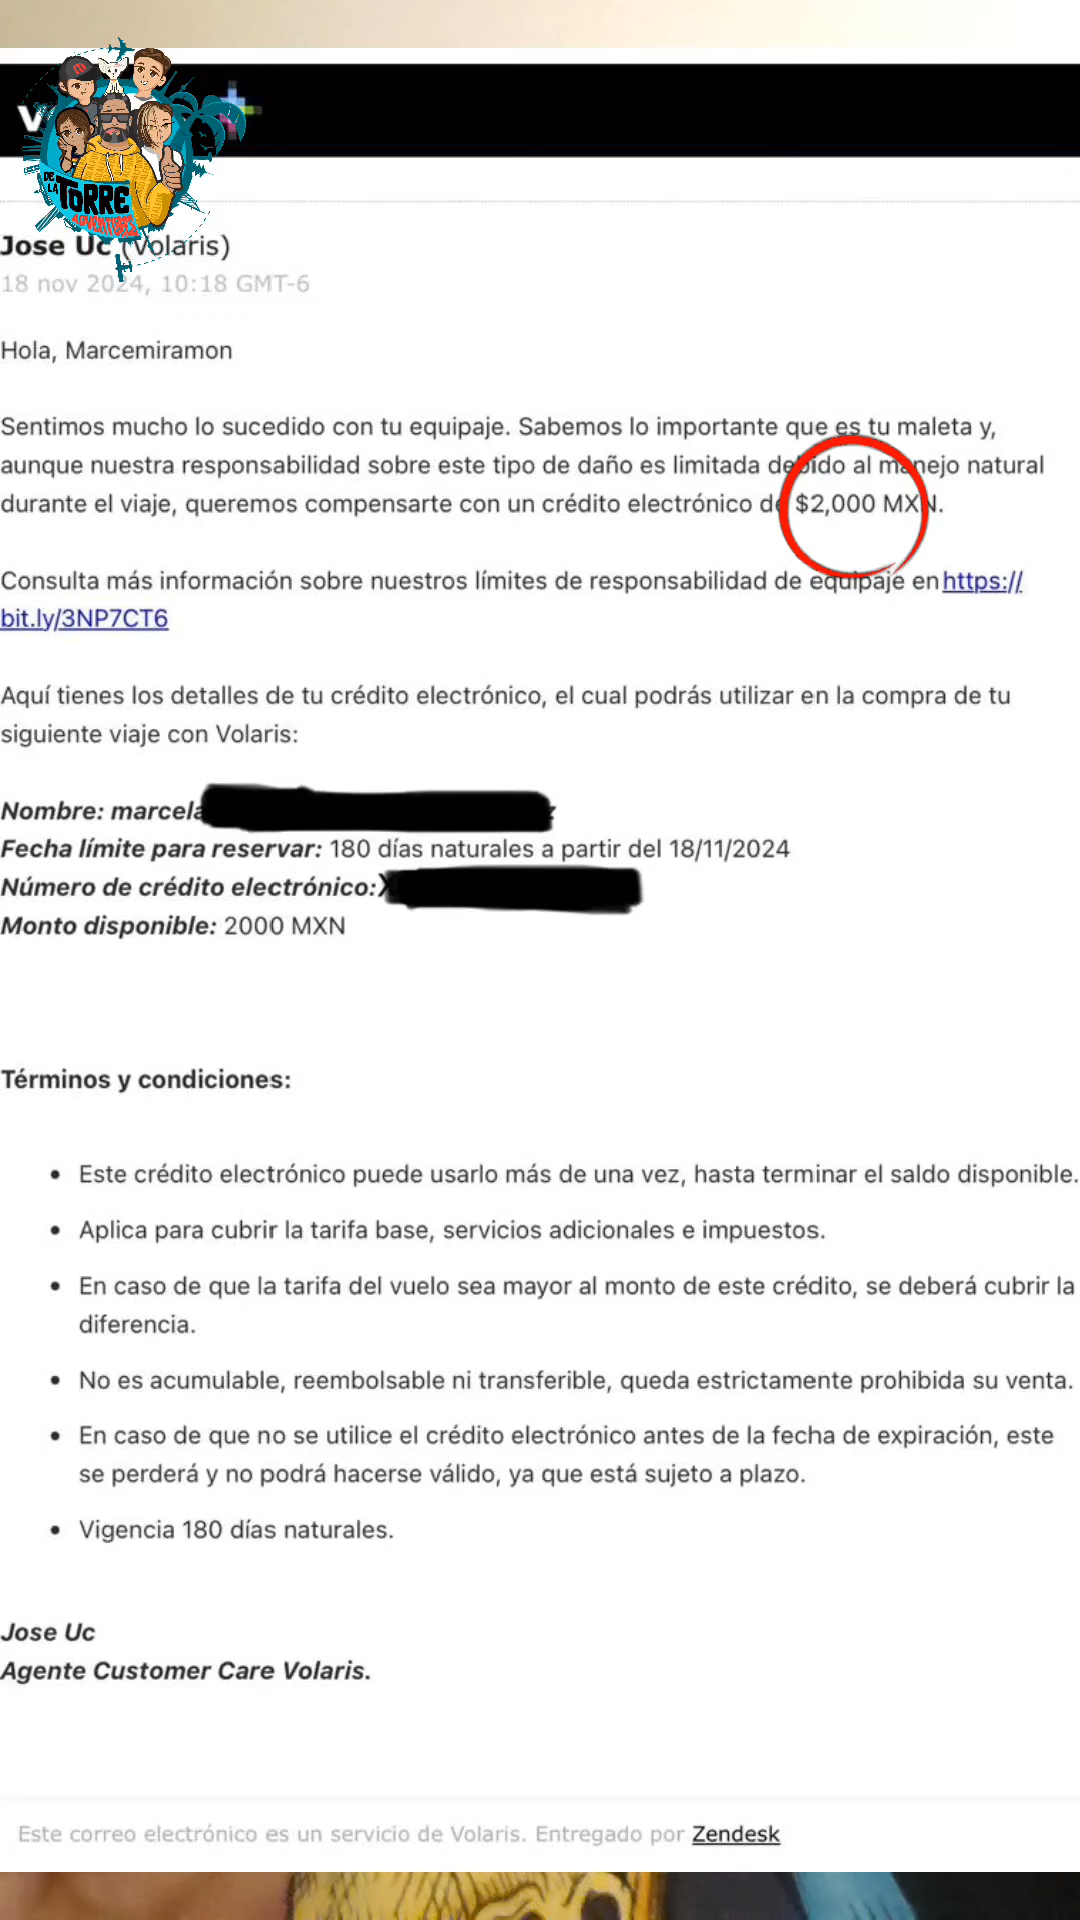 DE LA TORRE ADVENTURES
Jose Uc (Volaris)
18 nov 2024, 10:18 GMT-6
Hola, Marcemiramon
Sentimos mucho lo sucedido con tu equipaje. Sabemos lo importante que es tu maleta y,
aunque nuestra responsabilidad sobre este tipo de daño es limitada debido al manejo natural
durante el viaje, queremos compensarte con un crédito electrónico de $2,000 MXN.
Consulta más información sobre nuestros límites de responsabilidad de equipaje en https://
bit.ly/3NP7CT6
Aquí tienes los detalles de tu crédito electrónico, el cual podrás utilizar en la compra de tu
siguiente viaje con Volaris:
Nombre: marcela
Fecha límite para reservar: 180 días naturales a partir del 18/11/2024
Número de crédito electrónico:X
Monto disponible: 2000 MXN
Términos y condiciones:
• Este crédito electrónico puede usarlo más de una vez, hasta terminar el saldo disponible.
• Aplica para cubrir la tarifa base, servicios adicionales e impuestos.
• En caso de que la tarifa del vuelo sea mayor al monto de este crédito, se deberá cubrir la
diferencia.
• No es acumulable, reembolsable ni transferible, queda estrictamente prohibida su venta.
• En caso de que no se utilice el crédito electrónico antes de la fecha de expiración, este
se perderá y no podrá hacerse válido, ya que está sujeto a plazo.
• Vigencia 180 días naturales.
Jose Uc
Agente Customer Care Volaris.
Este correo electrónico es un servicio de Volaris. Entregado por Zendesk